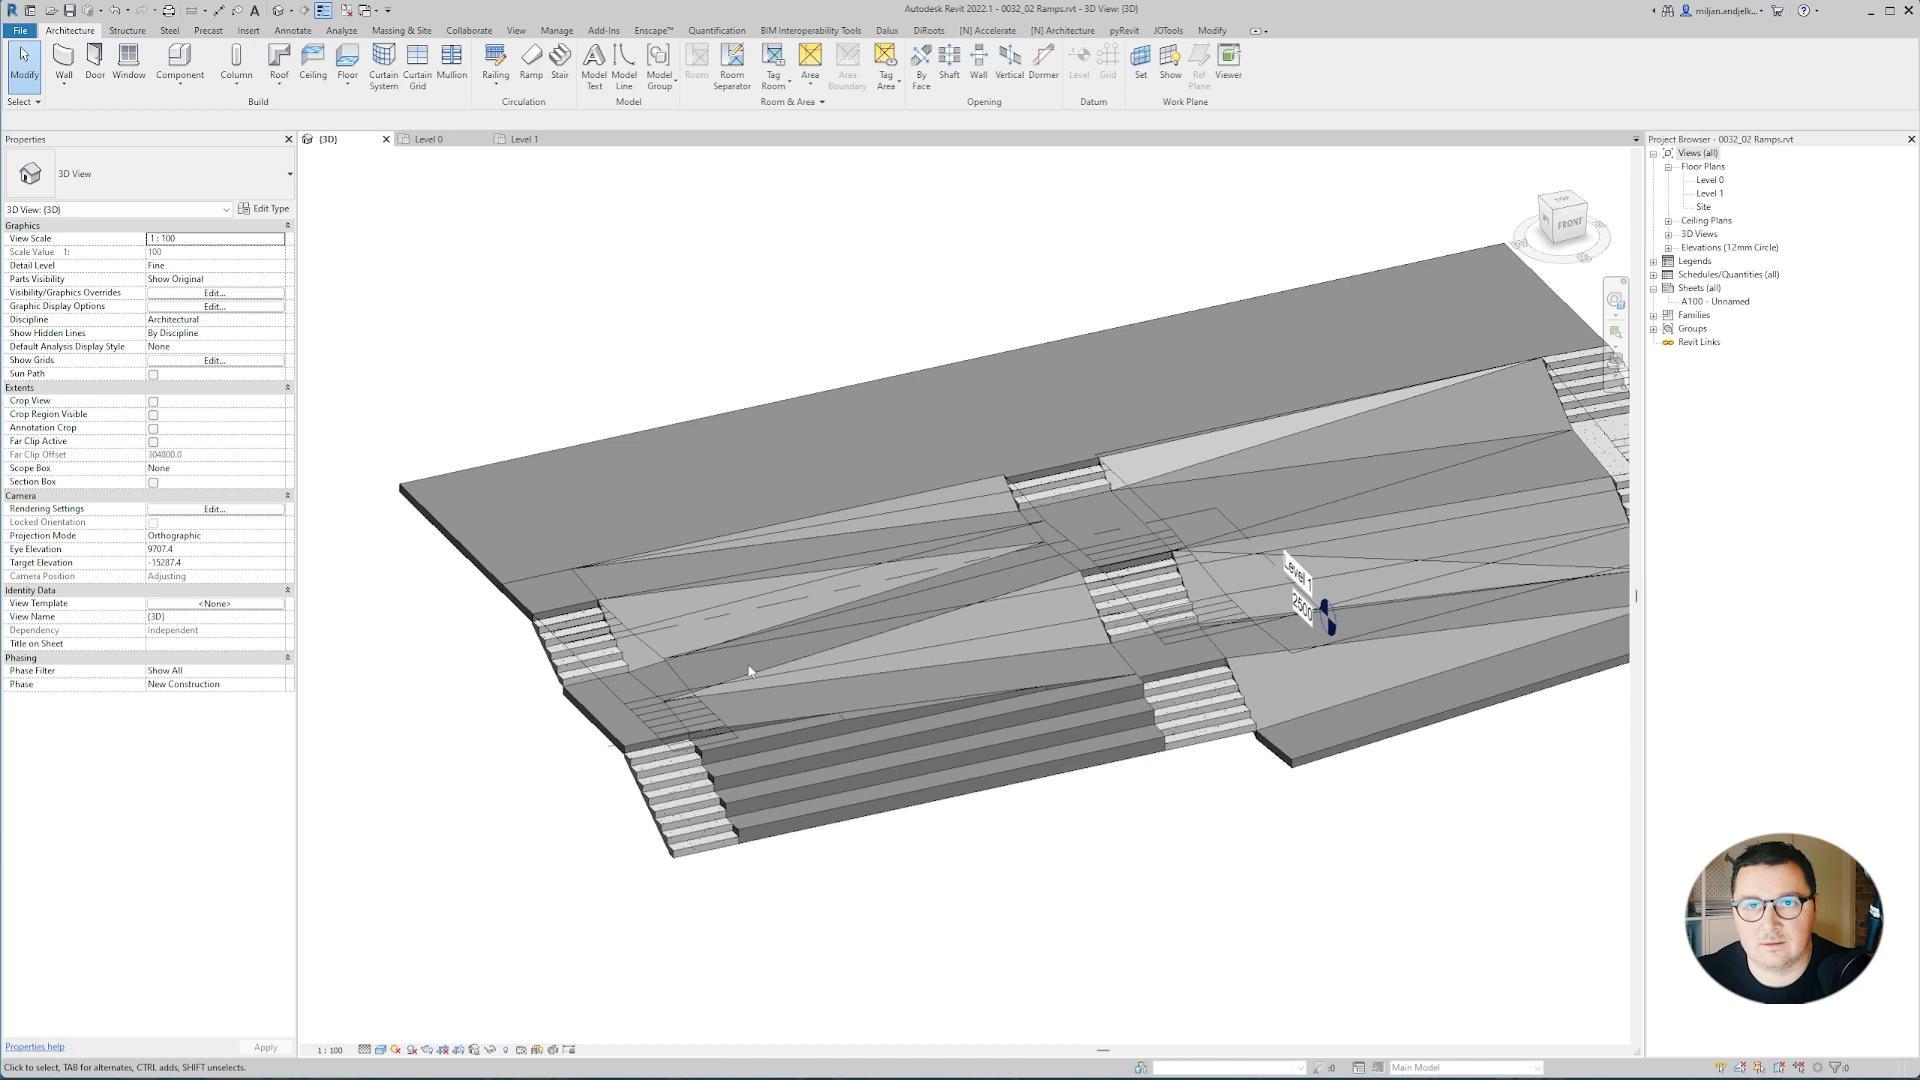 Autodesk Revit 2022.1 - 0032_02 Ramps.rvt - 3D View: {3D}
miljan.andjelk...
File Architecture Structure Steel Precast Insert Annotate Analyze Massing & Site Collaborate View Manage Add-Ins Enscape™ Quantification BIM Interoperability Tools Dalux DiRoots [N] Accelerate [N] Architecture pyRevit JOTools Modify
Modify Wall Door Window Component Column Roof Ceiling Floor Curtain System Curtain Grid Mullion Railing Ramp Stair Model Text Model Line Model Group Room Room Separator Tag Room Area Area Boundary Tag Area By Face Shaft Wall Vertical Dormer Level Grid Set Show Ref Plane Viewer
Select Build Circulation Model Room & Area Opening Datum Work Plane
Properties
3D View
3D View: {3D}
Edit Type
Graphics
View Scale 1 : 100
Scale Value 1: 100
Detail Level Fine
Parts Visibility Show Original
Visibility/Graphics Overrides Edit...
Graphic Display Options Edit...
Discipline Architectural
Show Hidden Lines By Discipline
Default Analysis Display Style None
Show Grids Edit...
Sun Path
Extents
Crop View
Crop Region Visible
Annotation Crop
Far Clip Active
Far Clip Offset 304800.0
Scope Box None
Section Box
Camera
Rendering Settings Edit...
Locked Orientation
Projection Mode Orthographic
Eye Elevation 9707.4
Target Elevation -15287.4
Camera Position Adjusting
Identity Data
View Template <None>
View Name {3D}
Dependency Independent
Title on Sheet
Phasing
Phase Filter Show All
Phase New Construction
Properties help
Apply
{3D}
Level 0
Level 1
TOP
FRONT
Level 1
2500
1 : 100
Project Browser - 0032_02 Ramps.rvt
Views (all)
Floor Plans
Level 0
Level 1
Site
Ceiling Plans
3D Views
Elevations (12mm Circle)
Legends
Schedules/Quantities (all)
Sheets (all)
A100 - Unnamed
Families
Groups
Revit Links
Click to select, TAB for alternates, CTRL adds, SHIFT unselects.
:0
Main Model
:0